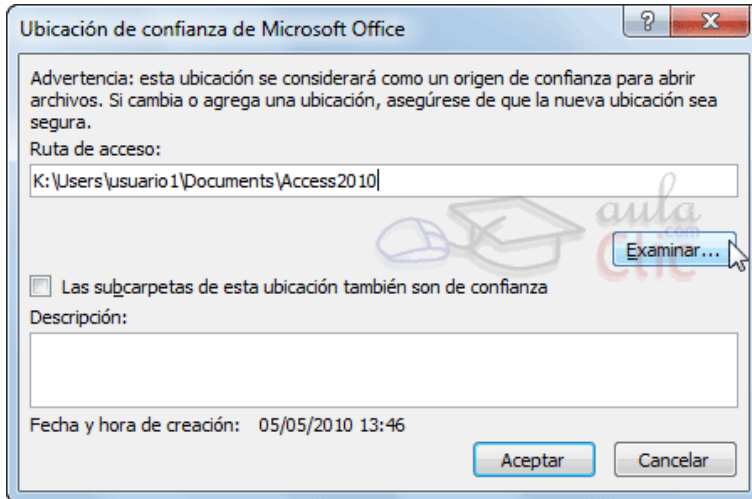 Ubicación de confianza de Microsoft Office
Advertencia: esta ubicación se considerará como un origen de confianza para abrir
archivos. Si cambia o agrega una ubicación, asegúrese de que la nueva ubicación sea
segura.
Ruta de acceso:
K:\Users\usuario1\Documents\Access2010
aula
.com
Clic
Examinar...
Las subcarpetas de esta ubicación también son de confianza
Descripción:
Fecha y hora de creación: 05/05/2010 13:46
Aceptar Cancelar